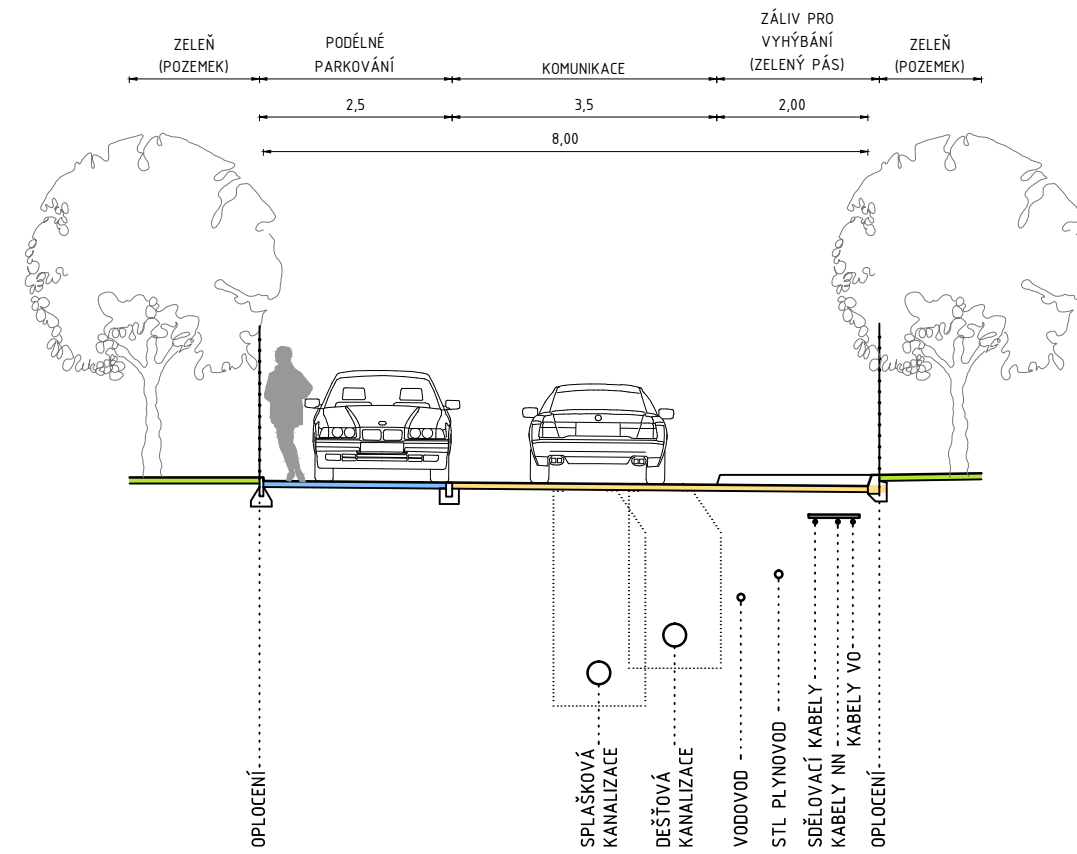 ZELEŇ
(POZEMEK)
PODÉLNÉ
PARKOVÁNÍ
KOMUNIKACE
ZÁLIV PRO
VYHÝBÁNÍ
(ZELENÝ PÁS)
ZELEŇ
(POZEMEK)
2,5
3,5
2,00
8,00
OPLOCENÍ
SPLAŠKOVÁ
KANALIZACE
DEŠŤOVÁ
KANALIZACE
VODOVOD
STL PLYNOVOD
SDĚLOVACÍ KABELY
KABELY NN
KABELY VO
OPLOCENÍ